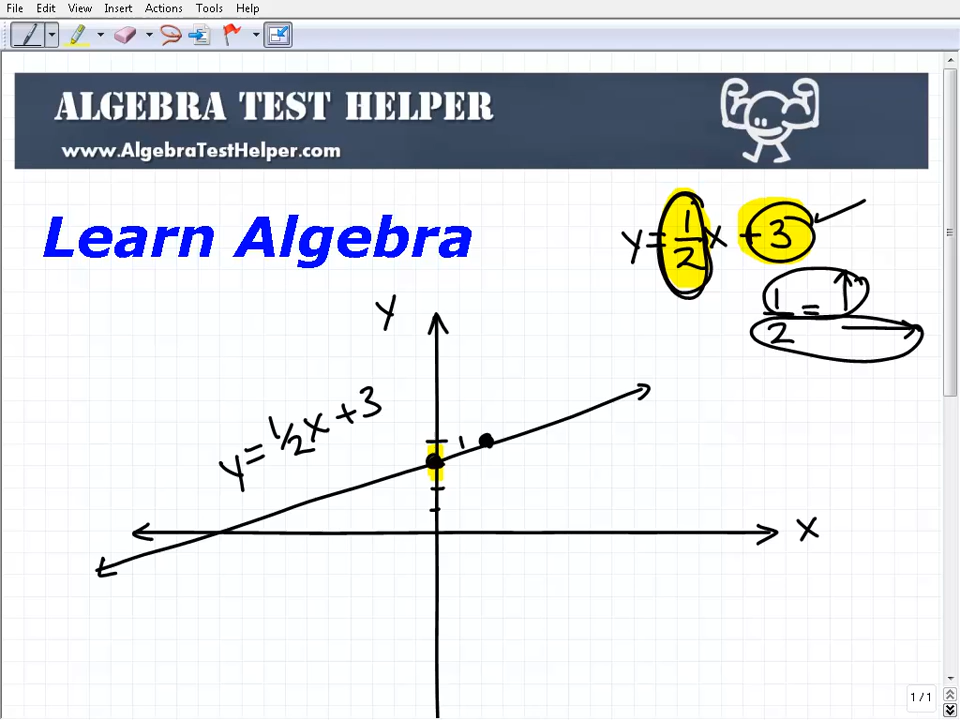 File Edit View Insert Actions Tools Help
ALGEBRA TEST HELPER
www.AlgebraTestHelper.com
Learn Algebra
y = 1/2 x + 3
1/2 =
y
y = 1/2 x + 3
1
x
1 / 1